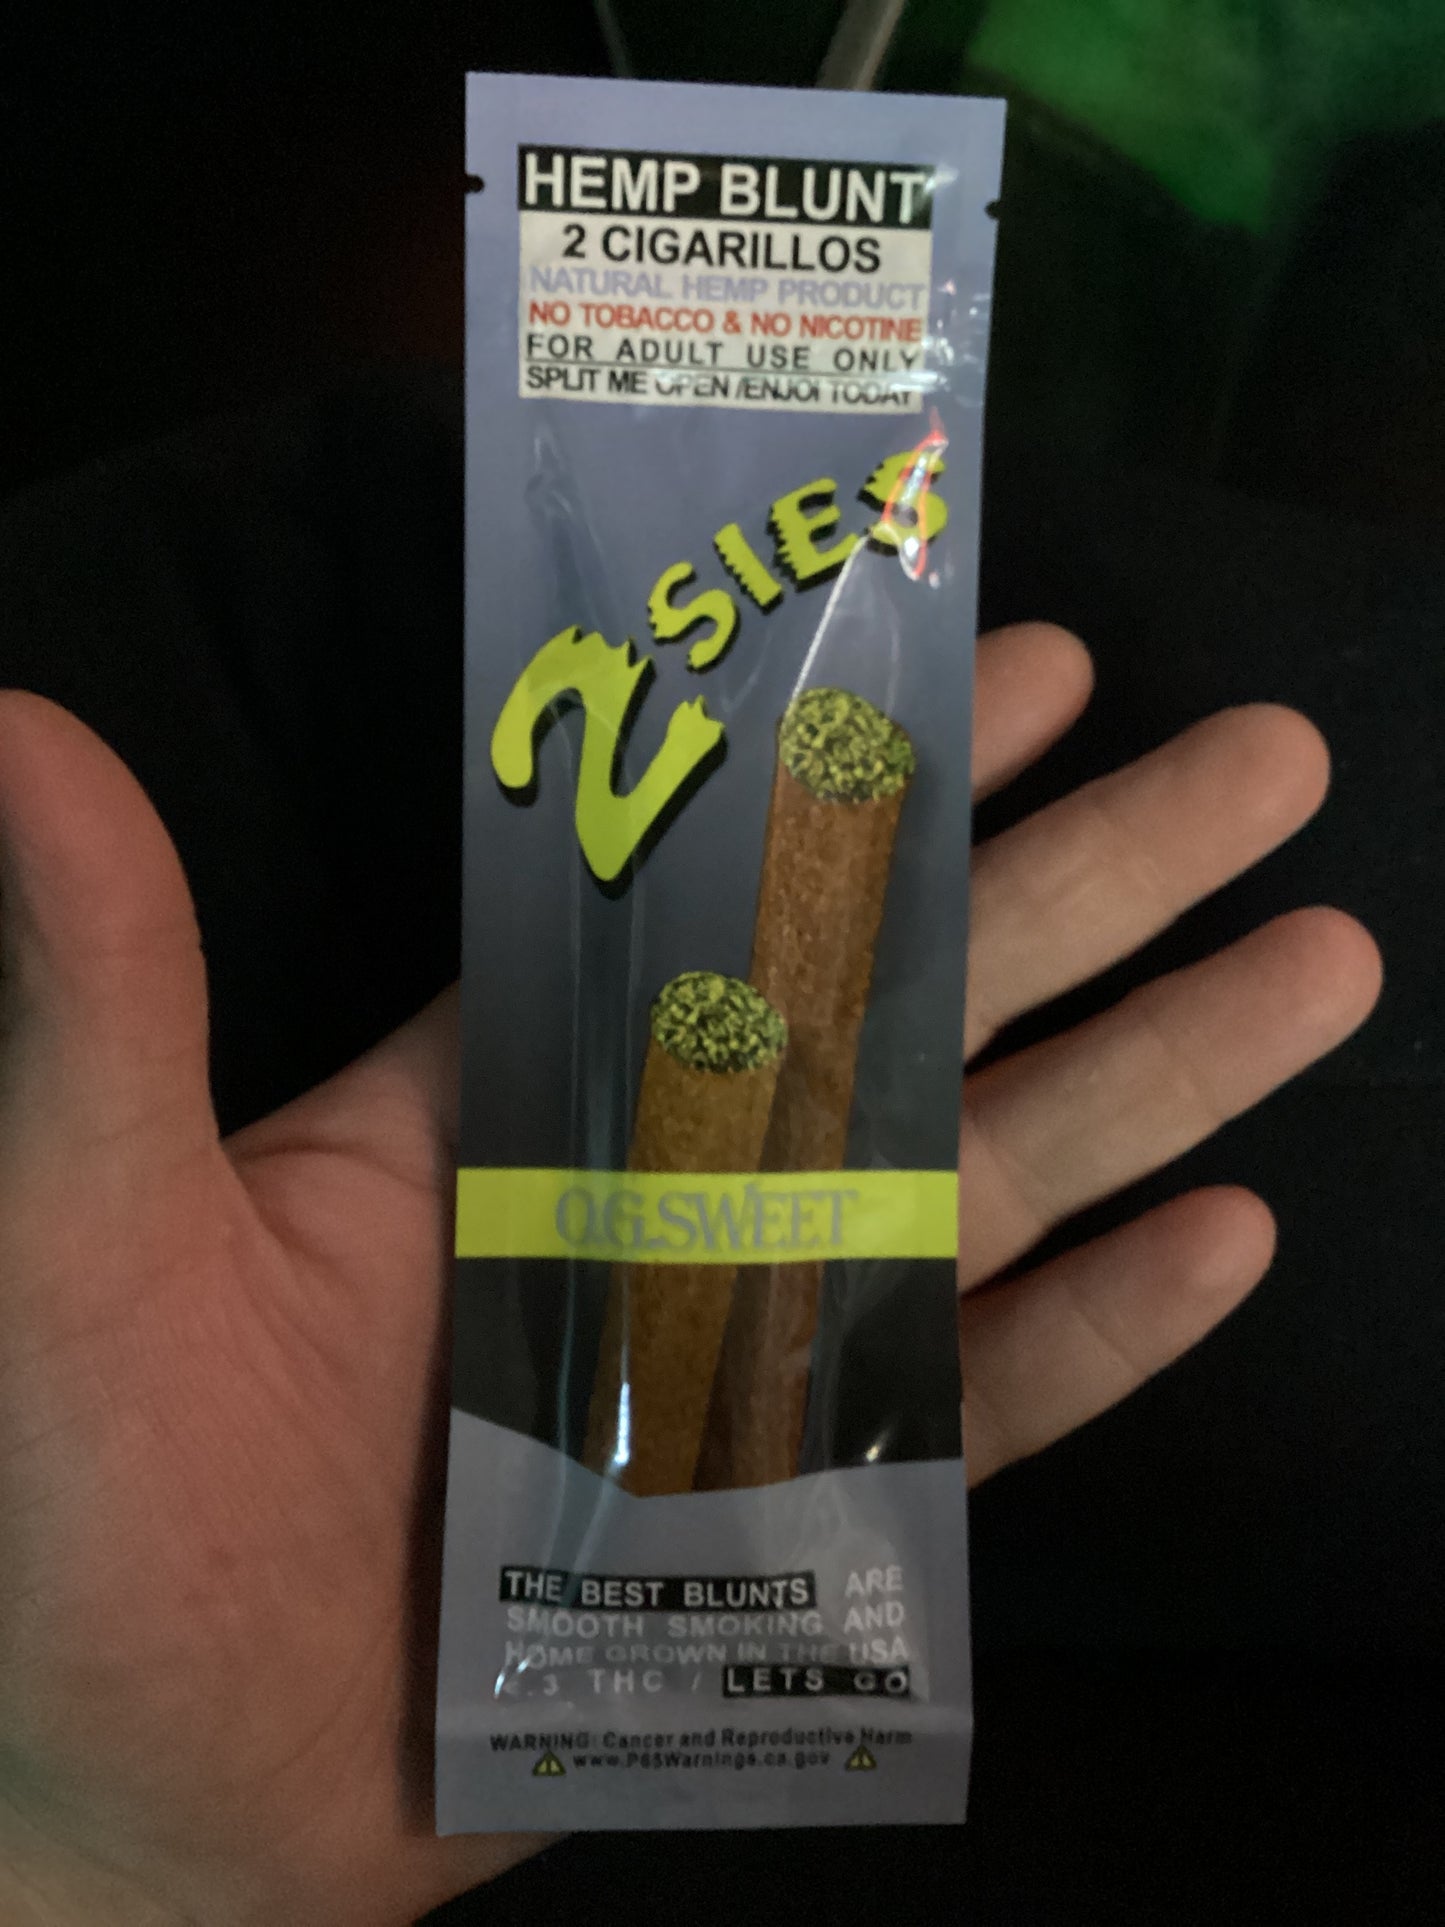 HEMP BLUNT
2 CIGARILLOS
NATURAL HEMP PRODUCT
NO TOBACCO & NO NICOTINE
FOR ADULT USE ONLY
SPLIT ME OPEN /ENJOI TODAY
2SIES
O.G.SWEET
THE BEST BLUNTS ARE
SMOOTH SMOKING AND
HOME GROWN IN THE USA
<.3 THC / LETS GO
WARNING: Cancer and Reproductive Harm
www.P65Warnings.ca.gov